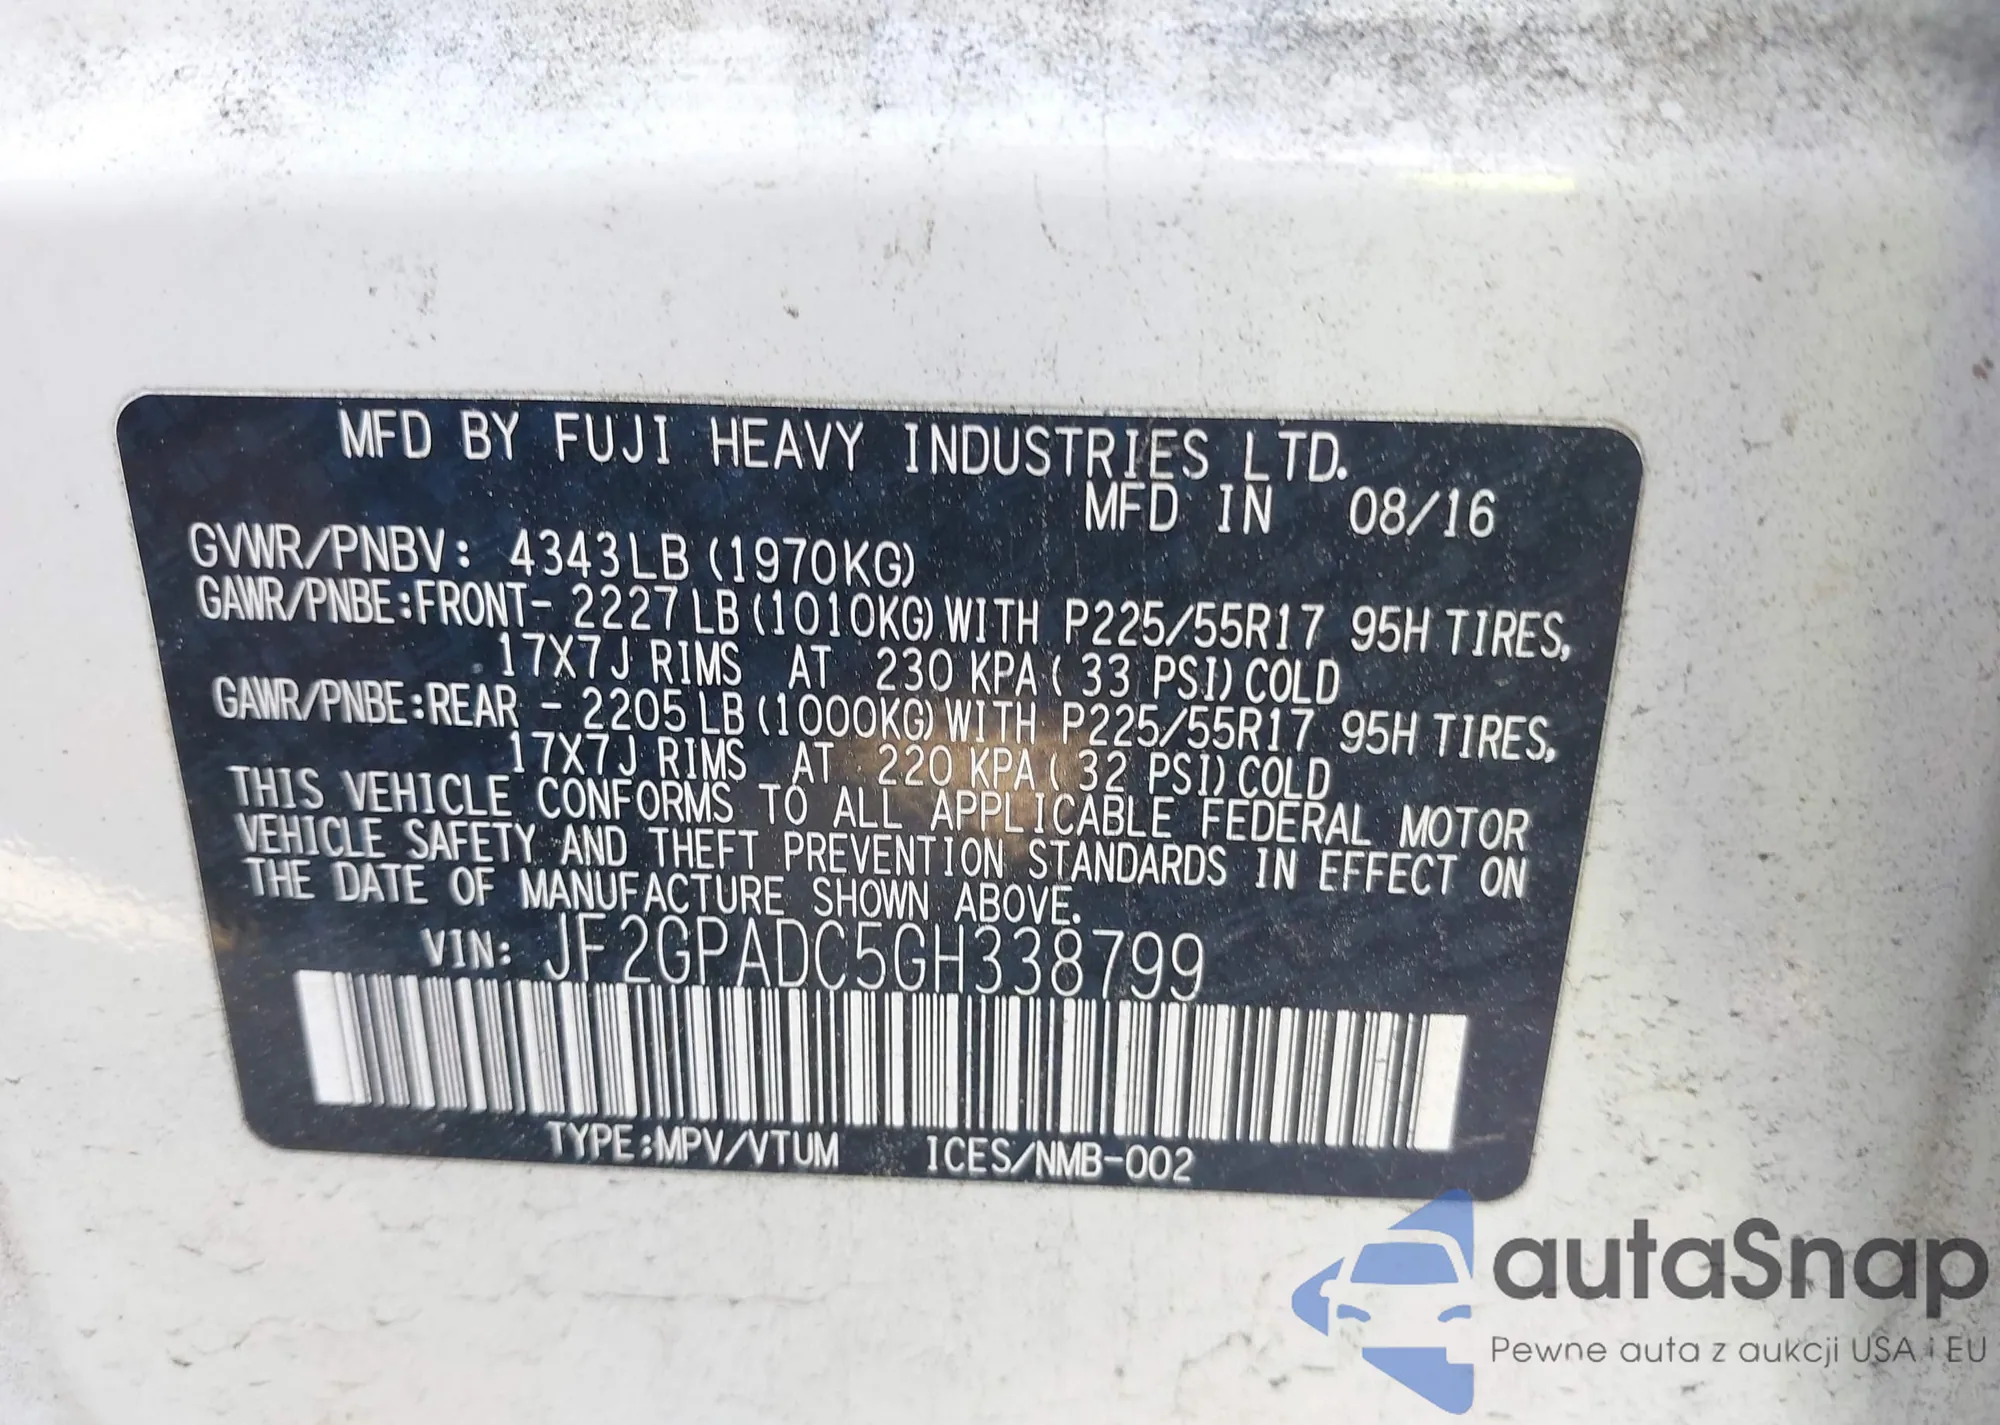 MFD BY FUJI HEAVY INDUSTRIES LTD.
MFD IN 08/16
GVWR/PNBV: 4343LB (1970KG)
GAWR/PNBE:FRONT- 2227LB(1010KG)WITH P225/55R17 95H TIRES,
17X7J RIMS AT 230 KPA( 33 PSI)COLD
GAWR/PNBE:REAR - 2205LB(1000KG)WITH P225/55R17 95H TIRES,
17X7J RIMS AT 220 KPA( 32 PSI)COLD
THIS VEHICLE CONFORMS TO ALL APPLICABLE FEDERAL MOTOR
VEHICLE SAFETY AND THEFT PREVENTION STANDARDS IN EFFECT ON
THE DATE OF MANUFACTURE SHOWN ABOVE.
VIN: JF2GPADC5GH338799
TYPE:MPV/VTUM ICES/NMB-002
autaSnap
Pewne auta z aukcji USA i EU